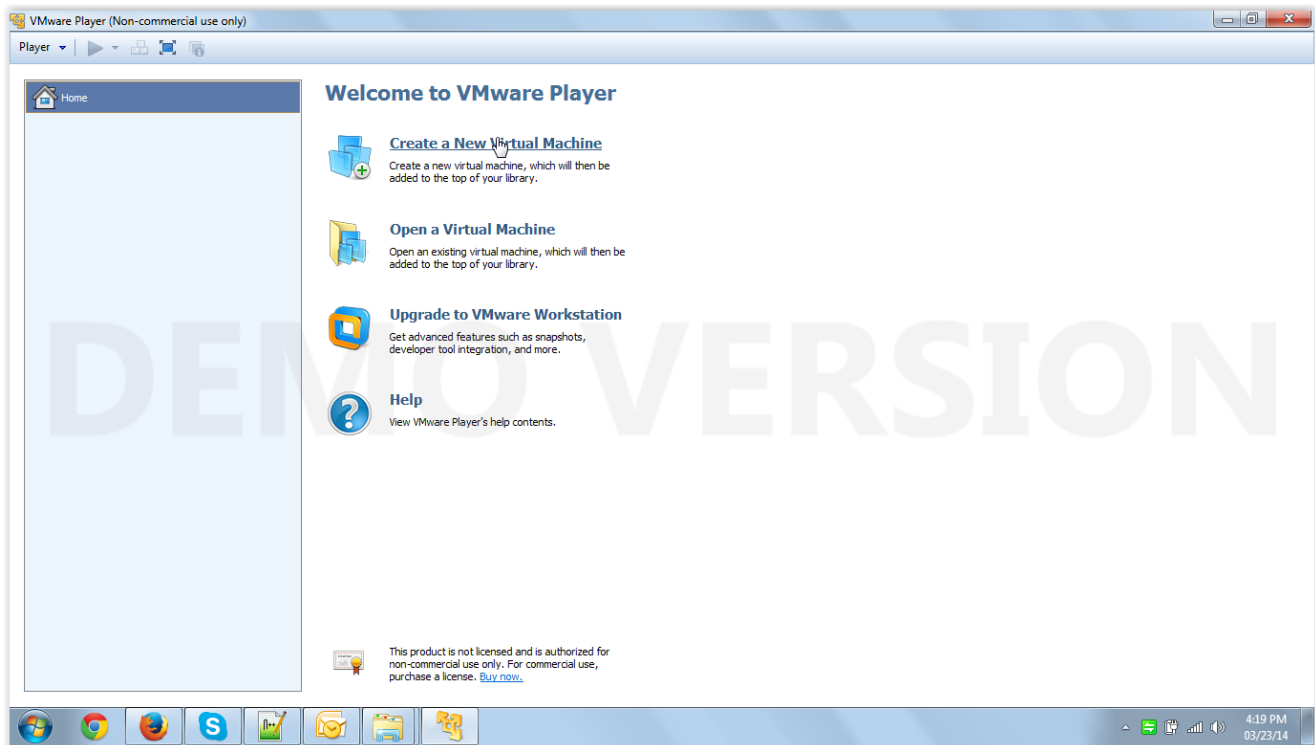 VMware Player (Non-commercial use only)
Player
Home
Welcome to VMware Player
Create a New Virtual Machine
Create a new virtual machine, which will then be
added to the top of your library.
Open a Virtual Machine
Open an existing virtual machine, which will then be
added to the top of your library.
Upgrade to VMware Workstation
Get advanced features such as snapshots,
developer tool integration, and more.
DEMO VERSION
Help
View VMware Player's help contents.
This product is not licensed and is authorized for
non-commercial use only. For commercial use,
purchase a license. Buy now.
4:19 PM
03/23/14